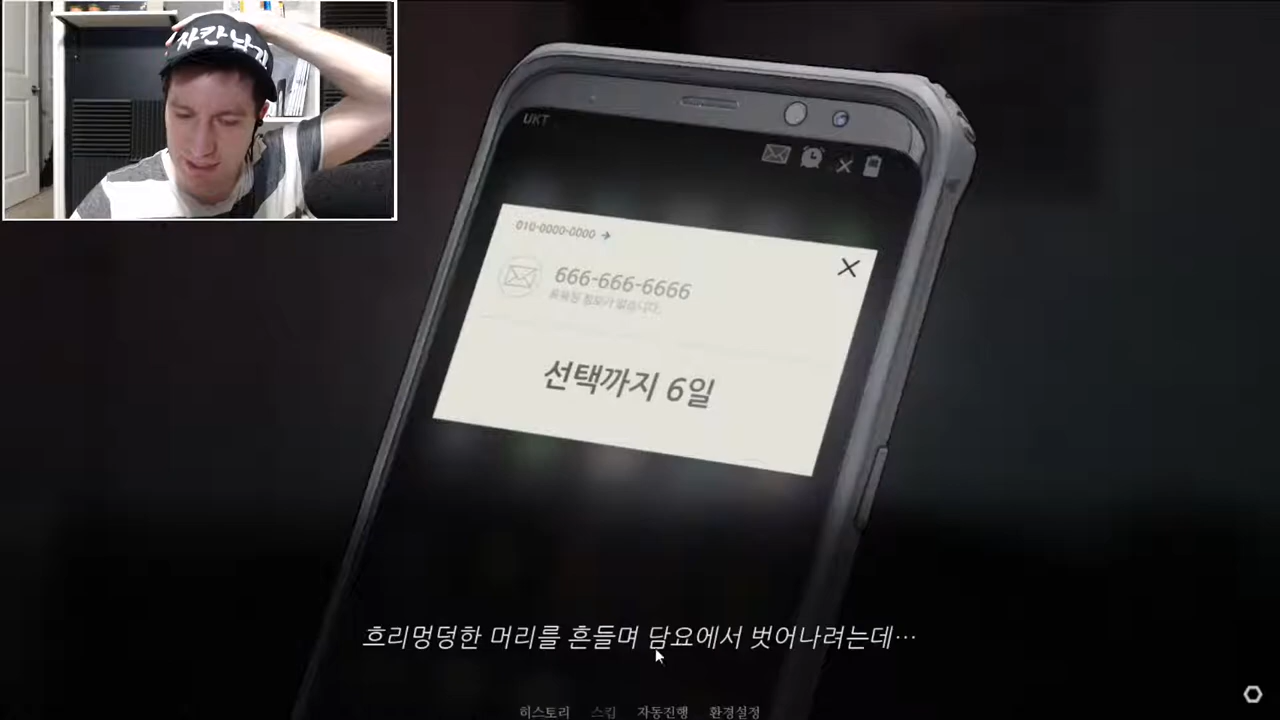 사칸남자
UKT
010-0000-0000 →
666-666-6666
등록된 정보가 없습니다.
선택까지 6일
흐리멍덩한 머리를 흔들며 담요에서 벗어나려는데…
히스토리 스킵 자동진행 환경설정